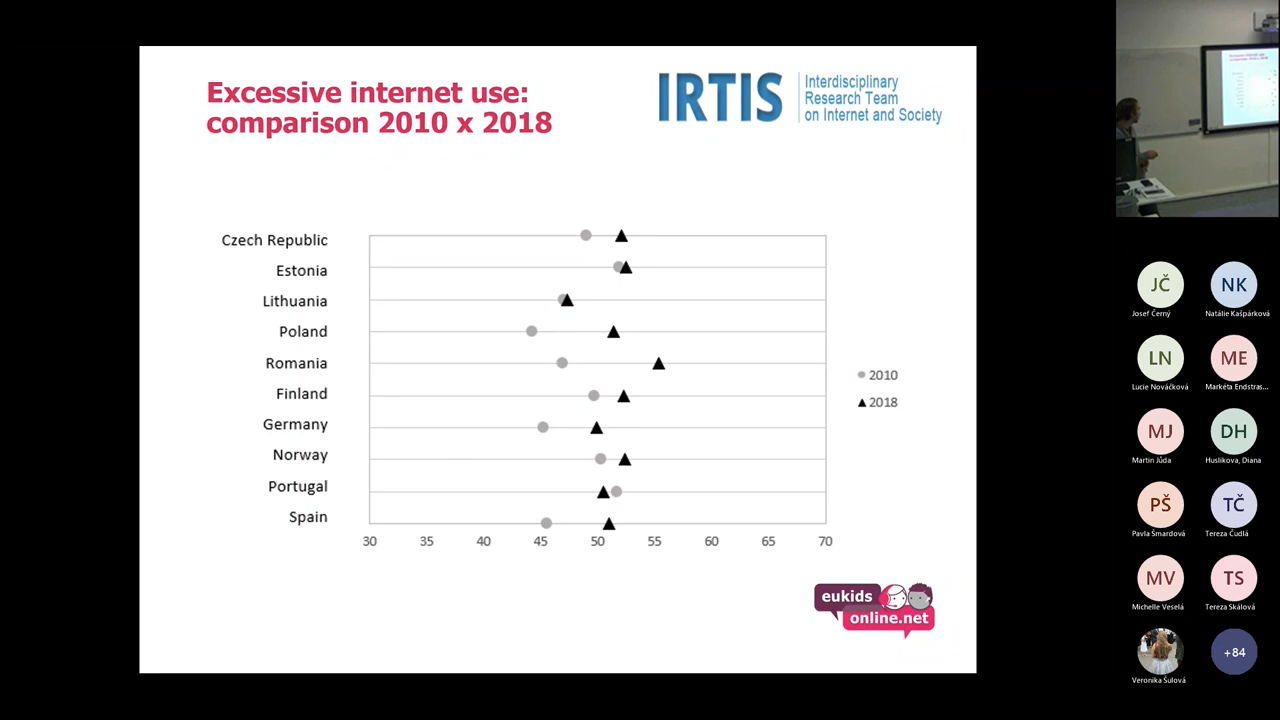 Excessive internet use:
comparison 2010 x 2018
IRTIS
Interdisciplinary
Research Team
on Internet and Society
Czech Republic
Estonia
Lithuania
Poland
Romania
Finland
Germany
Norway
Portugal
Spain
30 35 40 45 50 55 60 65 70
2010
2018
eukids
online.net
JČ NK
Josef Černý Natálie Kašpárková
LN ME
Lucie Nováčková Markéta Endstras...
MJ DH
Martin Jůda Huslikova, Diana
PŠ TČ
Pavla Šmardová Tereza Čudlá
MV TS
Michelle Veselá Tereza Skálová
+84
Veronika Šulová